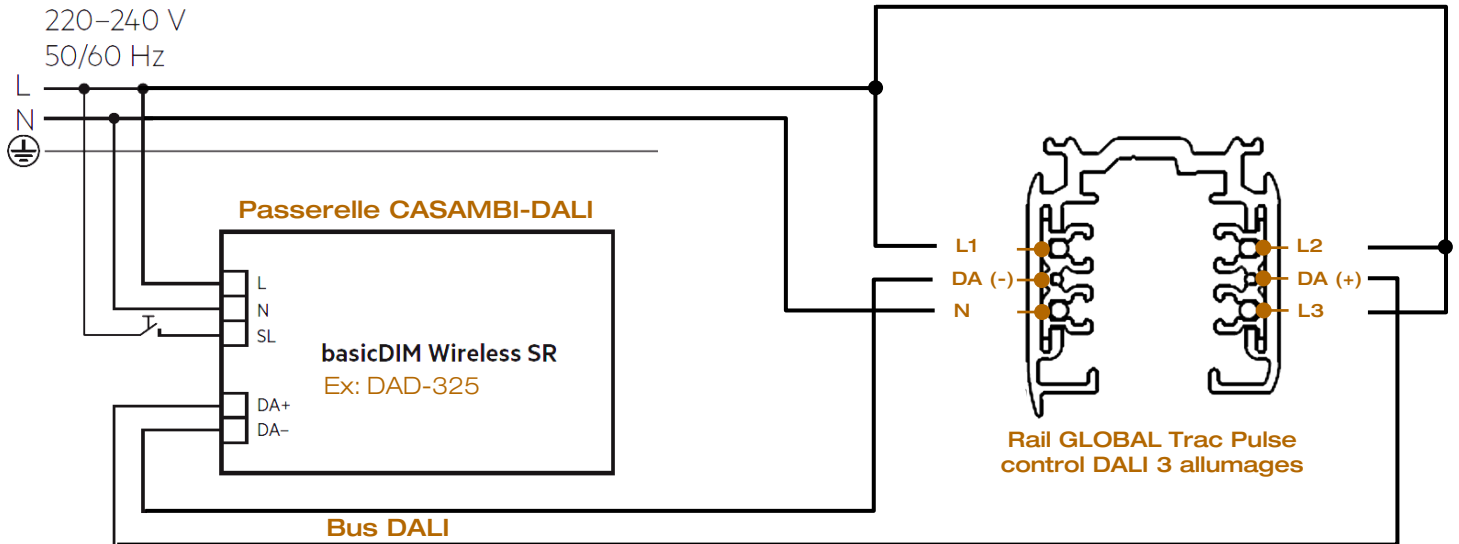 220–240 V
50/60 Hz
L
N
Passerelle CASAMBI-DALI
L
N
SL
basicDIM Wireless SR
Ex: DAD-325
DA+
DA–
Bus DALI
L1
DA (-)
N
L2
DA (+)
L3
Rail GLOBAL Trac Pulse
control DALI 3 allumages